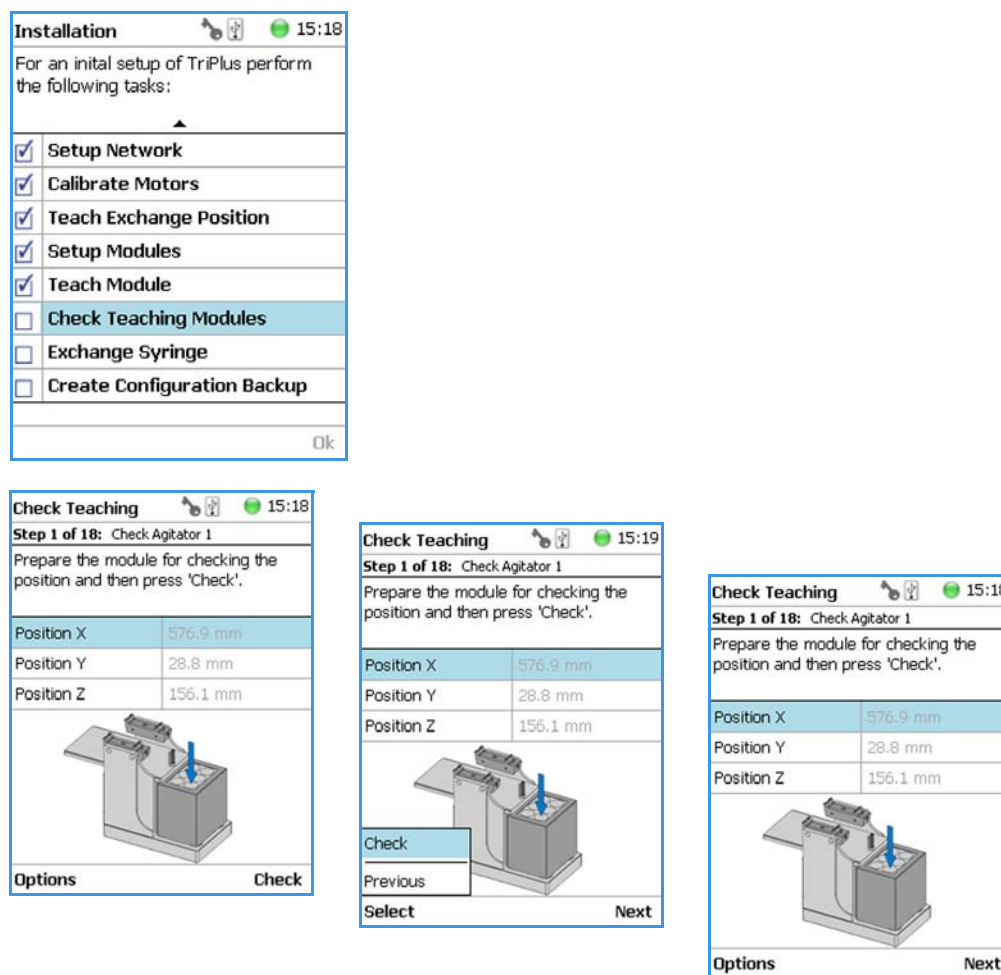 Installation 15:18
For an inital setup of TriPlus perform
the following tasks:
Setup Network
Calibrate Motors
Teach Exchange Position
Setup Modules
Teach Module
Check Teaching Modules
Exchange Syringe
Create Configuration Backup
Ok
Check Teaching 15:18
Step 1 of 18: Check Agitator 1
Prepare the module for checking the
position and then press 'Check'.
Position X 576.9 mm
Position Y 28.8 mm
Position Z 156.1 mm
Options Check
Check Teaching 15:19
Step 1 of 18: Check Agitator 1
Prepare the module for checking the
position and then press 'Check'.
Position X 576.9 mm
Position Y 28.8 mm
Position Z 156.1 mm
Check
Previous
Select Next
Check Teaching
Step 1 of 18: Check Agitator 1
Prepare the module for checking the
position and then press 'Check'.
Position X 576.9 mm
Position Y 28.8 mm
Position Z 156.1 mm
Options Next